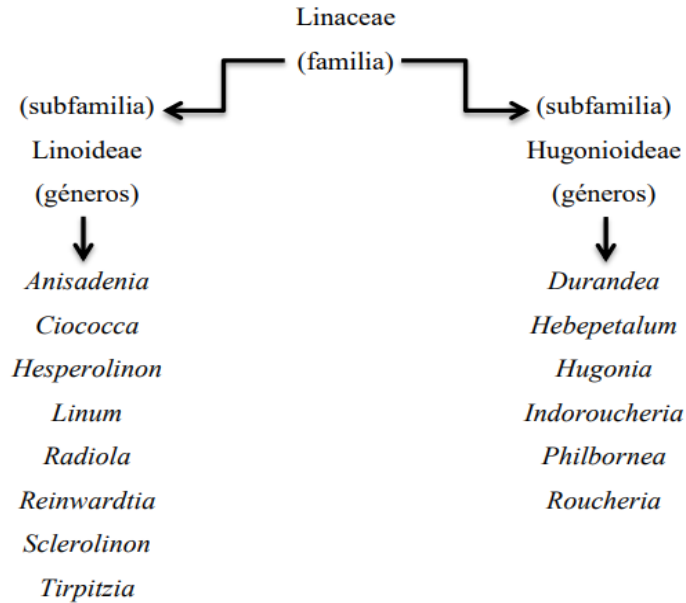 Linaceae
(familia)
(subfamilia)
Linoideae
(géneros)
Anisadenia
Ciococca
Hesperolinon
Linum
Radiola
Reinwardtia
Sclerolinon
Tirpitzia
(subfamilia)
Hugonioideae
(géneros)
Durandea
Hebepetalum
Hugonia
Indoroucheria
Philbornea
Roucheria